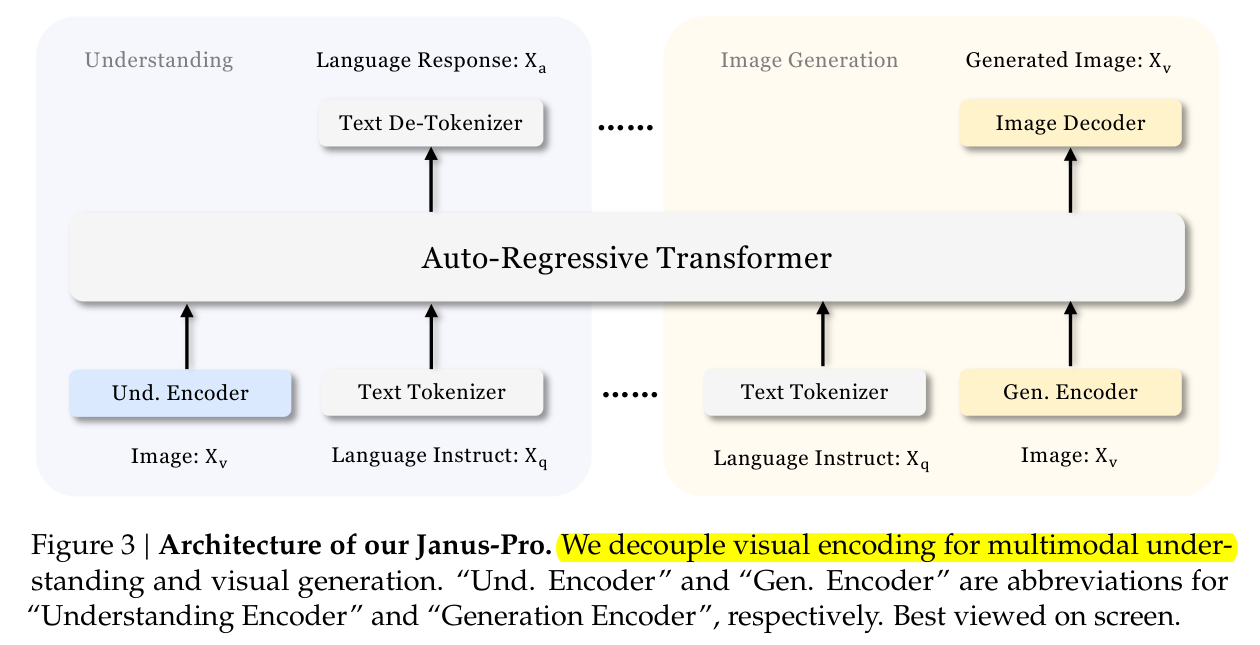 Understanding
Language Response: Xa
Image Generation
Generated Image: Xv
Text De-Tokenizer
......
Image Decoder
Auto-Regressive Transformer
Und. Encoder
Text Tokenizer
......
Text Tokenizer
Gen. Encoder
Image: Xv
Language Instruct: Xq
Language Instruct: Xq
Image: Xv
Figure 3 | Architecture of our Janus-Pro. We decouple visual encoding for multimodal under-
standing and visual generation. “Und. Encoder” and “Gen. Encoder” are abbreviations for
“Understanding Encoder” and “Generation Encoder”, respectively. Best viewed on screen.